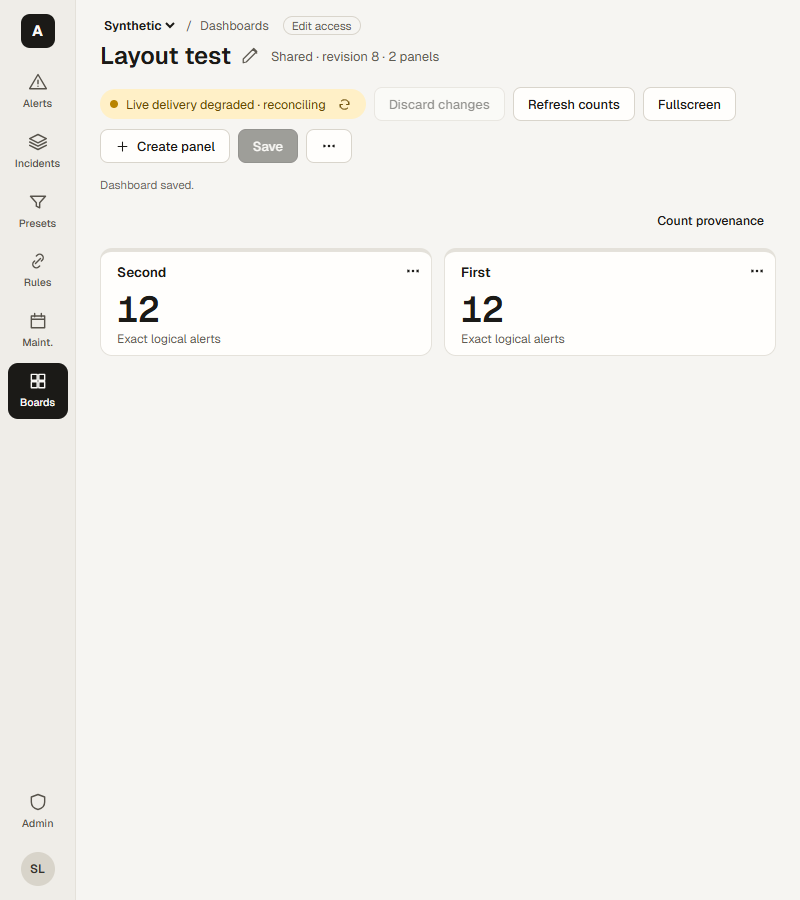 A
Synthetic / Dashboards Edit access
Layout test Shared · revision 8 · 2 panels
Live delivery degraded · reconciling Discard changes Refresh counts Fullscreen
Create panel Save ···
Dashboard saved.
Count provenance
Second ···
12
Exact logical alerts
First ···
12
Exact logical alerts
Alerts
Incidents
Presets
Rules
Maint.
Boards
Admin
SL